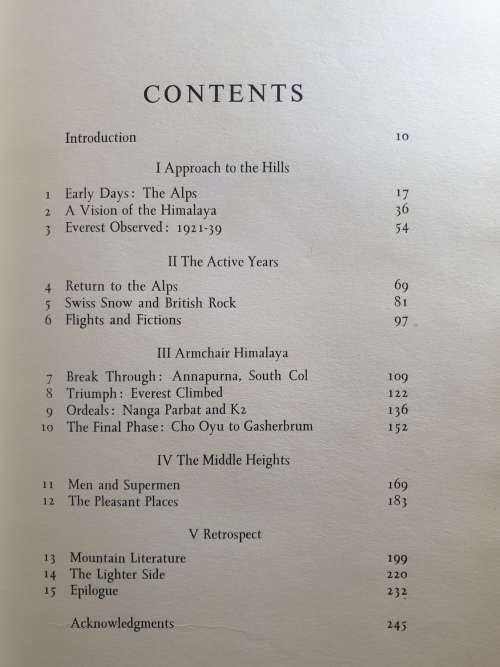 CONTENTS
Introduction 10
I Approach to the Hills
1 Early Days: The Alps 17
2 A Vision of the Himalaya 36
3 Everest Observed: 1921-39 54
II The Active Years
4 Return to the Alps 69
5 Swiss Snow and British Rock 81
6 Flights and Fictions 97
III Armchair Himalaya
7 Break Through: Annapurna, South Col 109
8 Triumph: Everest Climbed 122
9 Ordeals: Nanga Parbat and K2 136
10 The Final Phase: Cho Oyu to Gasherbrum 152
IV The Middle Heights
11 Men and Supermen 169
12 The Pleasant Places 183
V Retrospect
13 Mountain Literature 199
14 The Lighter Side 220
15 Epilogue 232
Acknowledgments 245